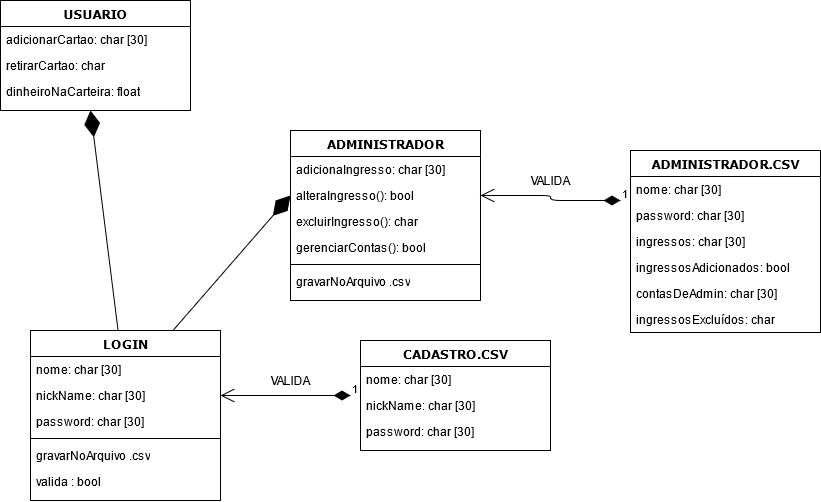 USUARIO
adicionarCartao: char [30]
retirarCartao: char
dinheiroNaCarteira: float
ADMINISTRADOR
adicionaIngresso: char [30]
alteraIngresso(): bool
excluirIngresso(): char
gerenciarContas(): bool
gravarNoArquivo .csv
VALIDA
1
ADMINISTRADOR.CSV
nome: char [30]
password: char [30]
ingressos: char [30]
ingressosAdicionados: bool
contasDeAdmin: char [30]
ingressosExcluídos: char
LOGIN
nome: char [30]
nickName: char [30]
password: char [30]
gravarNoArquivo .csv
valida : bool
VALIDA
1
CADASTRO.CSV
nome: char [30]
nickName: char [30]
password: char [30]